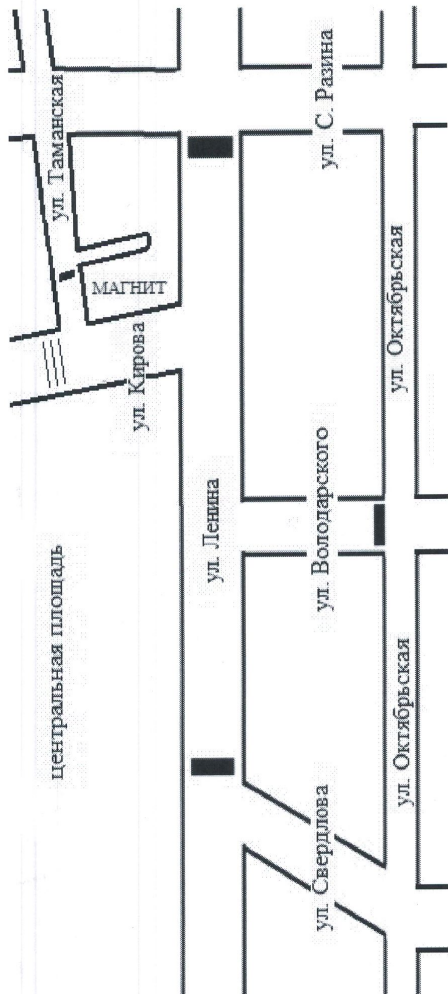 ул. Таманская
МАГНИТ
ул. Кирова
центральная площадь
ул. Ленина
ул. С. Разина
ул. Володарского
ул. Свердлова
ул. Октябрьская
ул. Октябрьская